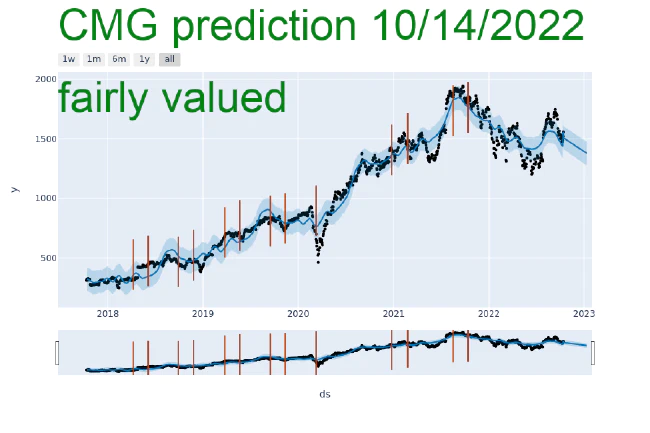 CMG prediction 10/14/2022
1w 1m 6m 1y all
fairly valued
2000
1500
1000
500
y
2018 2019 2020 2021 2022 2023
ds